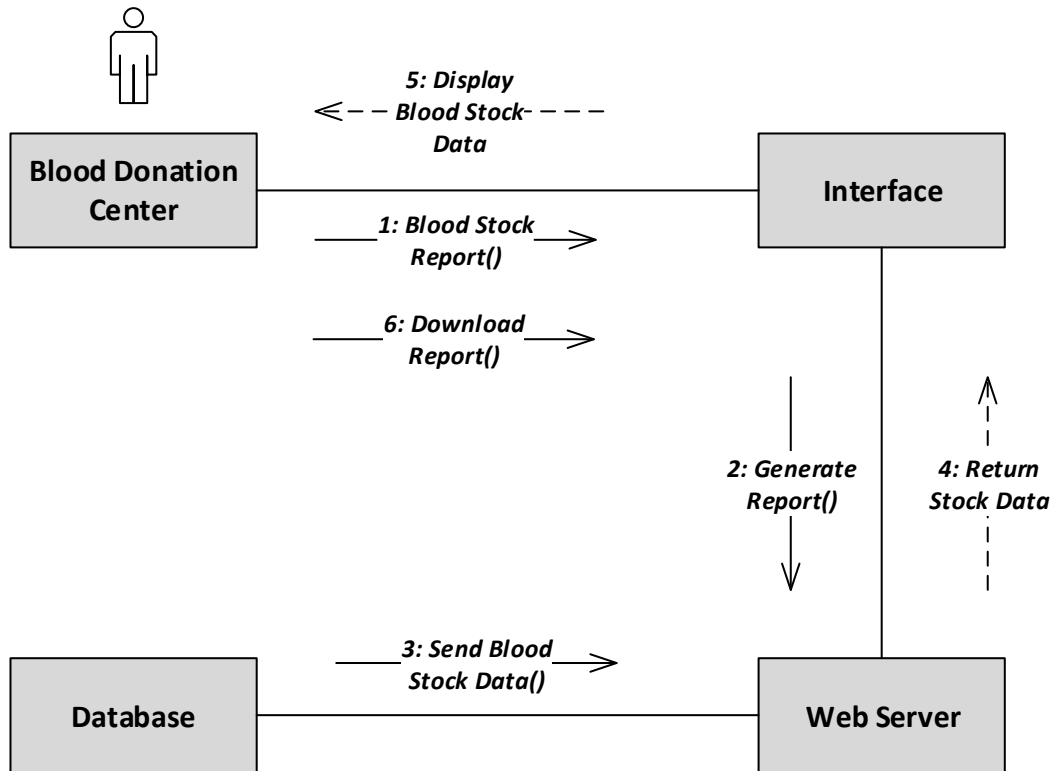 5: Display
Blood Stock
Data
Blood Donation
Center
Interface
1: Blood Stock
Report()
6: Download
Report()
2: Generate
Report()
4: Return
Stock Data
3: Send Blood
Stock Data()
Database
Web Server